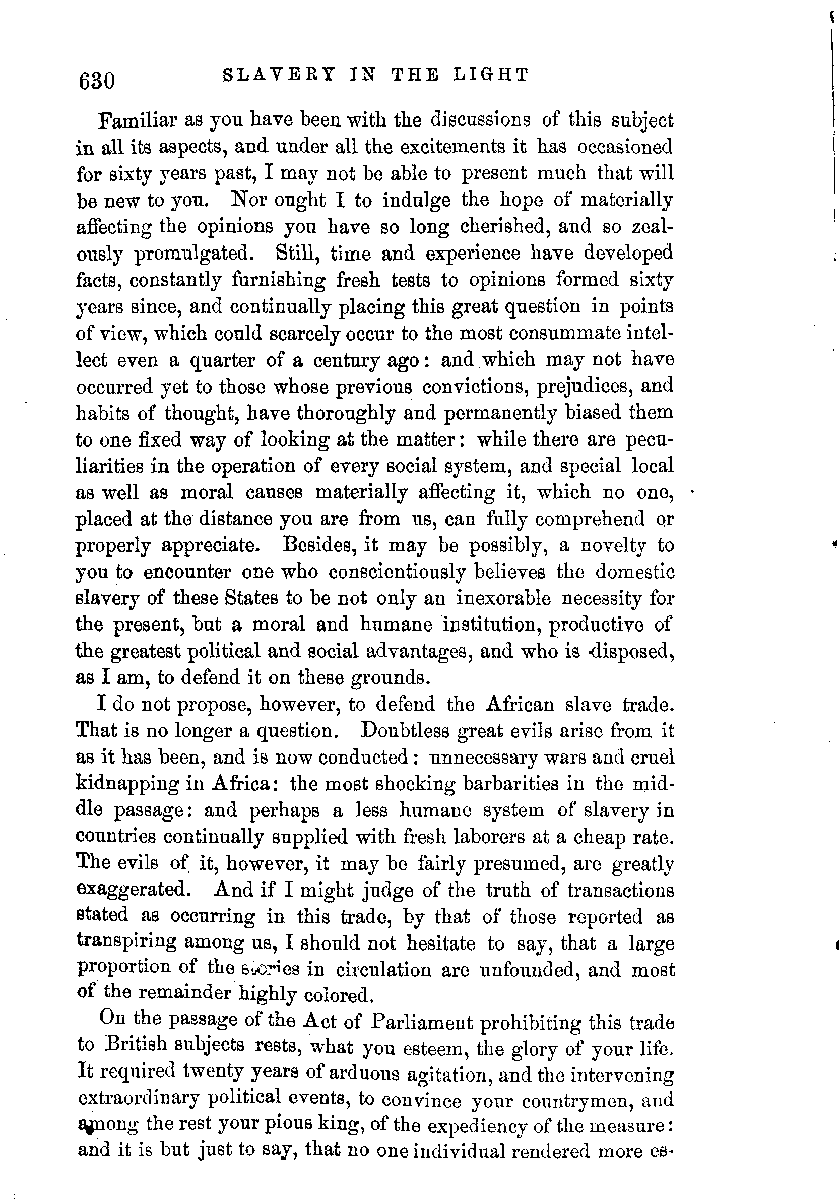 630 SLAVERY IN THE LIGHT
Familiar as you have been with the discussions of this subject
in all its aspects, and under all the excitements it has occasioned
for sixty years past, I may not be able to present much that will
be new to you. Nor ought I to indulge the hope of materially
affecting the opinions you have so long cherished, and so zeal-
ously promulgated. Still, time and experience have developed
facts, constantly furnishing fresh tests to opinions formed sixty
years since, and continually placing this great question in points
of view, which could scarcely occur to the most consummate intel-
lect even a quarter of a century ago: and which may not have
occurred yet to those whose previous convictions, prejudices, and
habits of thought, have thoroughly and permanently biased them
to one fixed way of looking at the matter: while there are pecu-
liarities in the operation of every social system, and special local
as well as moral causes materially affecting it, which no one,
placed at the distance you are from us, can fully comprehend or
properly appreciate. Besides, it may be possibly, a novelty to
you to encounter one who conscientiously believes the domestic
slavery of these States to be not only an inexorable necessity for
the present, but a moral and humane institution, productive of
the greatest political and social advantages, and who is disposed,
as I am, to defend it on these grounds.
I do not propose, however, to defend the African slave trade.
That is no longer a question. Doubtless great evils arise from it
as it has been, and is now conducted: unnecessary wars and cruel
kidnapping in Africa: the most shocking barbarities in the mid-
dle passage: and perhaps a less humane system of slavery in
countries continually supplied with fresh laborers at a cheap rate.
The evils of it, however, it may be fairly presumed, are greatly
exaggerated. And if I might judge of the truth of transactions
stated as occurring in this trade, by that of those reported as
transpiring among us, I should not hesitate to say, that a large
proportion of the stories in circulation are unfounded, and most
of the remainder highly colored.
On the passage of the Act of Parliament prohibiting this trade
to British subjects rests, what you esteem, the glory of your life.
It required twenty years of arduous agitation, and the intervening
extraordinary political events, to convince your countrymen, and
among the rest your pious king, of the expediency of the measure:
and it is but just to say, that no one individual rendered more es-